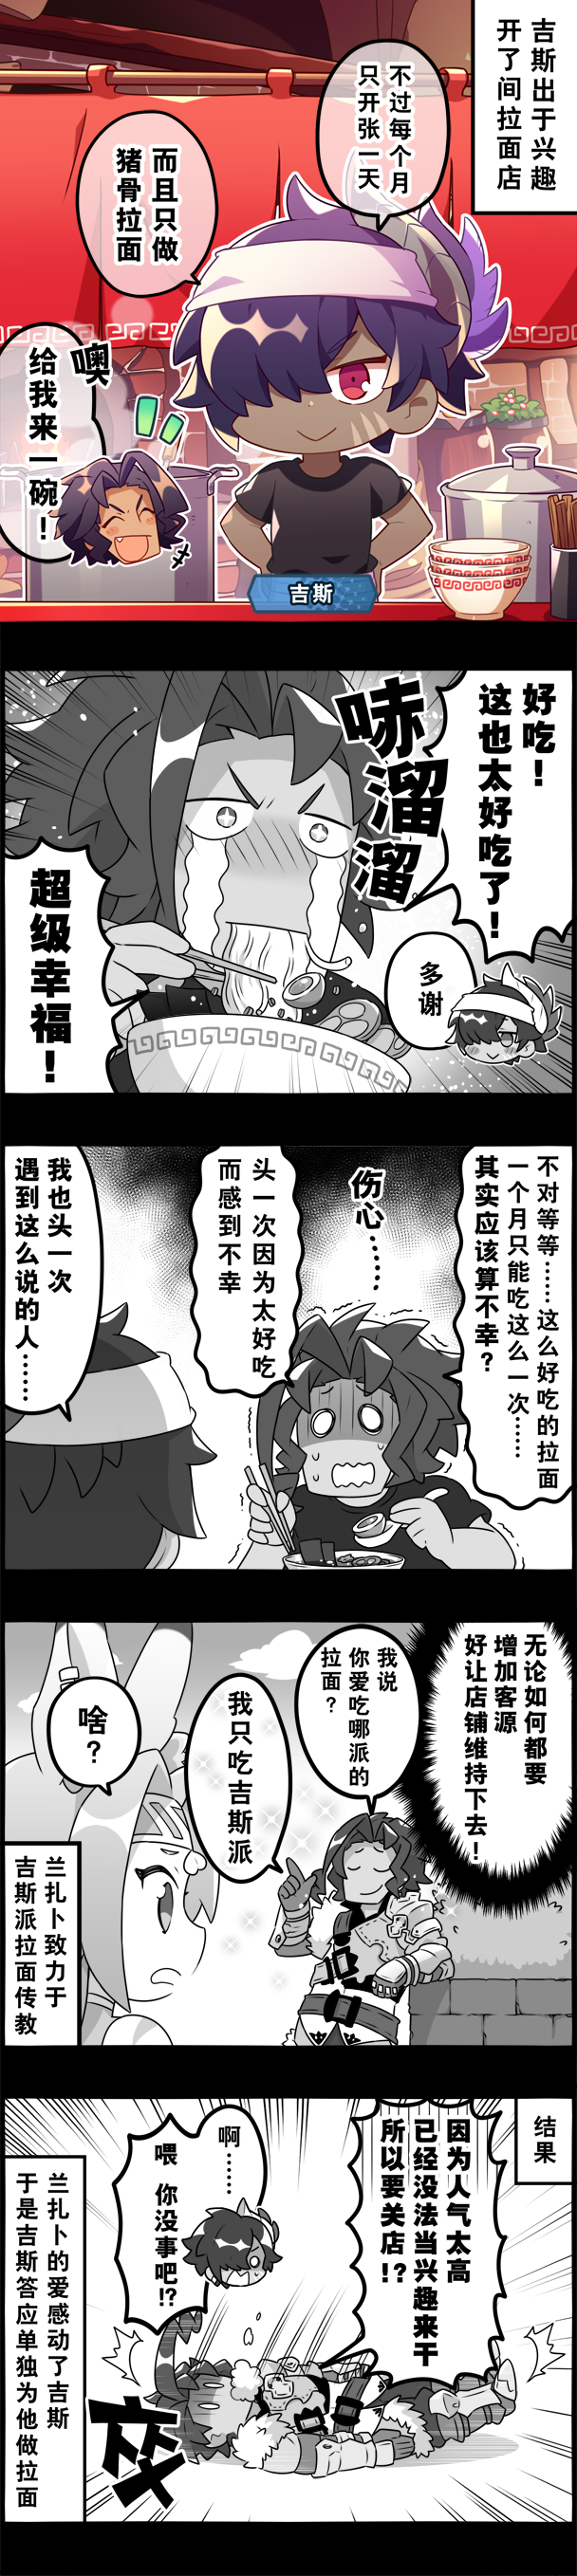 吉斯出于兴趣
开了间拉面店
不过每个月
只开张一天
而且只做
猪骨拉面
噢
给我来一碗！
吉斯
好吃！
这也太好吃了！
哧溜溜
多谢
超级幸福！
不对等等……这么好吃的拉面
一个月只能吃这么一次……
其实应该算不幸？
伤心……
头一次因为太好吃
而感到不幸
我也头一次
遇到这么说的人……
无论如何都要
增加客源
好让店铺维持下去！
我说
你爱吃哪派的
拉面？
我只吃吉斯派
啥？
兰扎卜致力于
吉斯派拉面传教
结果
因为人气太高
已经没法当兴趣来干
所以要关店！？
啊……
喂 你没事吧！？
卒
兰扎卜的爱感动了吉斯
于是吉斯答应单独为他做拉面